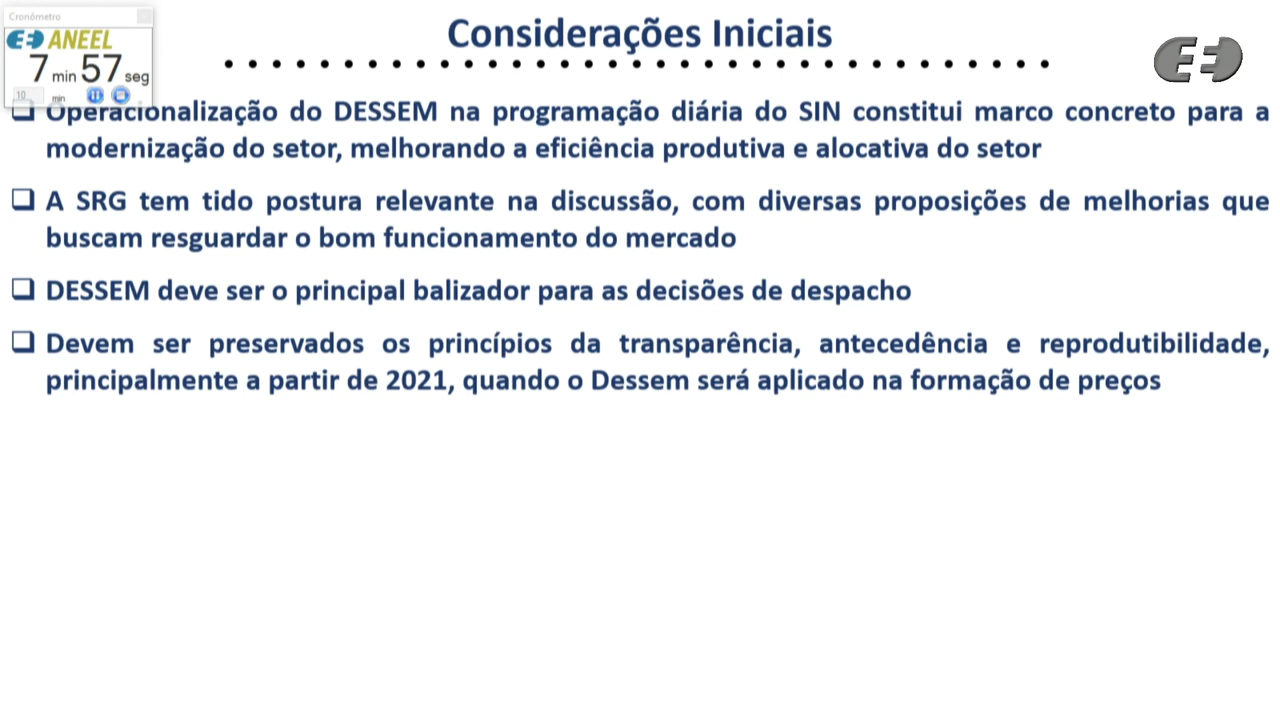 Cronômetro
ANEEL
7 min 57 seg
10 min
Considerações Iniciais
Operacionalização do DESSEM na programação diária do SIN constitui marco concreto para a
modernização do setor, melhorando a eficiência produtiva e alocativa do setor
A SRG tem tido postura relevante na discussão, com diversas proposições de melhorias que
buscam resguardar o bom funcionamento do mercado
DESSEM deve ser o principal balizador para as decisões de despacho
Devem ser preservados os princípios da transparência, antecedência e reprodutibilidade,
principalmente a partir de 2021, quando o Dessem será aplicado na formação de preços